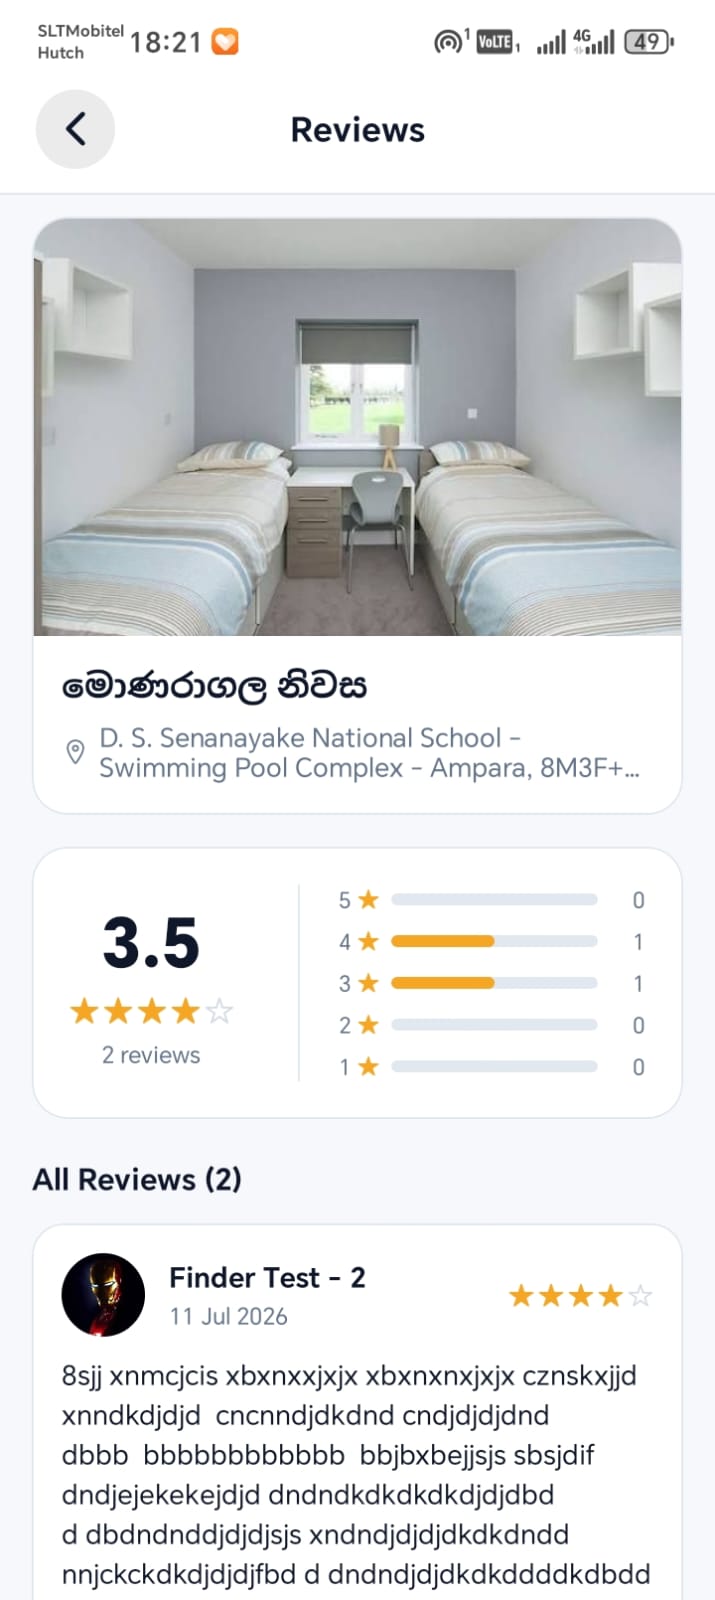 SLTMobitel
Hutch
18:21
1
VoLTE 1
4G
49
Reviews
මොණරාගල නිවස
D. S. Senanayake National School -
Swimming Pool Complex - Ampara, 8M3F+...
3.5
2 reviews
5 0
4 1
3 1
2 0
1 0
All Reviews (2)
Finder Test - 2
11 Jul 2026
8sjj xnmcjcis xbxnxxjxjx xbxnxnxjxjx cznskxjjd
xnndkdjdjd  cncnndjdkdnd cndjdjdjdnd
dbbb  bbbbbbbbbbbb  bbjbxbejjsjs sbsjdif
dndjejekekejdjd dndndkdkdkdkdjdjdbd
d dbdndnddjdjdjsjs xndndjdjdjdkdkdndd
nnjckckdkdjdjdjfbd d dndndjdjdkdkddddkdbdd